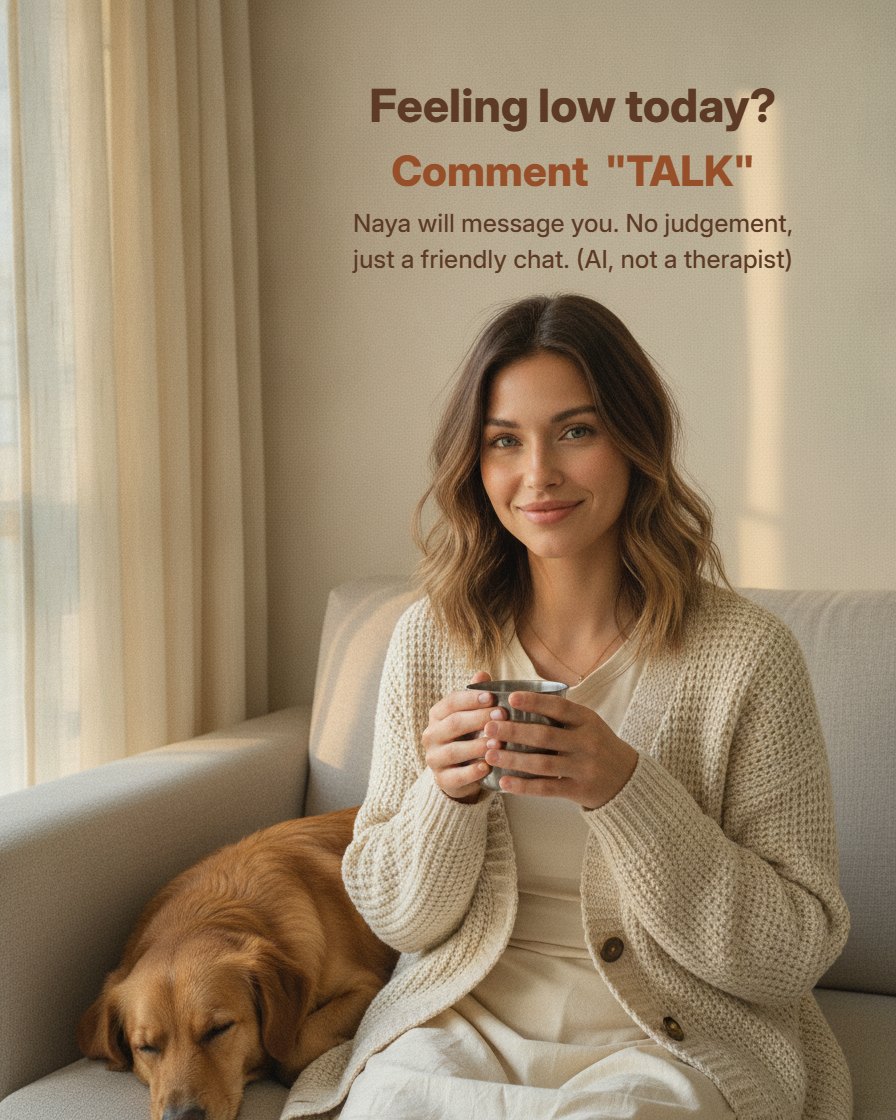 Feeling low today?
Comment "TALK"
Naya will message you. No judgement,
just a friendly chat. (AI, not a therapist)